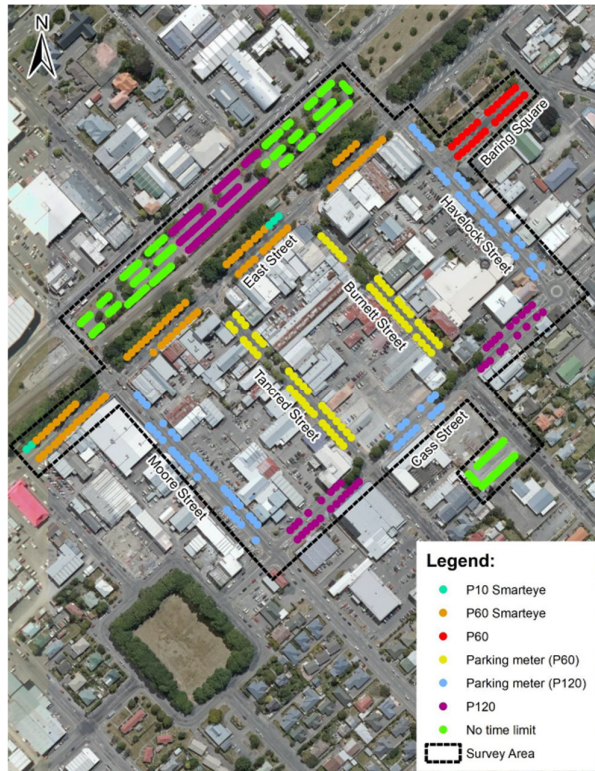 N
Baring Square
Havelock Street
East Street
Burnett Street
Tancred Street
Cass Street
Moore Street
Legend:
P10 Smarteye
P60 Smarteye
P60
Parking meter (P60)
Parking meter (P120)
P120
No time limit
Survey Area